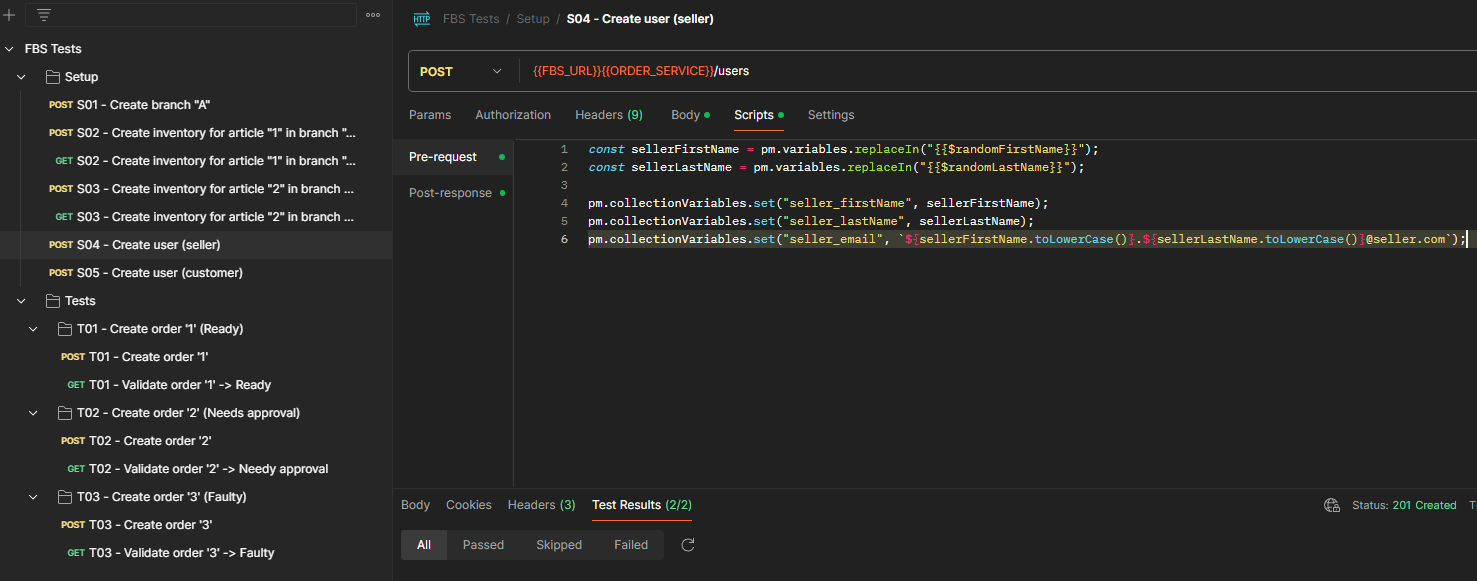 HTTP FBS Tests / Setup / S04 - Create user (seller)
FBS Tests
Setup
POST S01 - Create branch "A"
POST S02 - Create inventory for article "1" in branch "...
GET S02 - Create inventory for article "1" in branch "...
POST S03 - Create inventory for article "2" in branch ...
GET S03 - Create inventory for article "2" in branch ...
POST S04 - Create user (seller)
POST S05 - Create user (customer)
Tests
T01 - Create order '1' (Ready)
POST T01 - Create order '1'
GET T01 - Validate order '1' -> Ready
T02 - Create order '2' (Needs approval)
POST T02 - Create order '2'
GET T02 - Validate order '2' -> Needy approval
T03 - Create order '3' (Faulty)
POST T03 - Create order '3'
GET T03 - Validate order '3' -> Faulty
POST {{FBS_URL}}{{ORDER_SERVICE}}/users
Params Authorization Headers (9) Body Scripts Settings
Pre-request
Post-response
1 const sellerFirstName = pm.variables.replaceIn("{{$randomFirstName}}");
2 const sellerLastName = pm.variables.replaceIn("{{$randomLastName}}");
3
4 pm.collectionVariables.set("seller_firstName", sellerFirstName);
5 pm.collectionVariables.set("seller_lastName", sellerLastName);
6 pm.collectionVariables.set("seller_email", `${sellerFirstName.toLowerCase()}.${sellerLastName.toLowerCase()}@seller.com`);
Body Cookies Headers (3) Test Results (2/2) Status: 201 Created
All Passed Skipped Failed